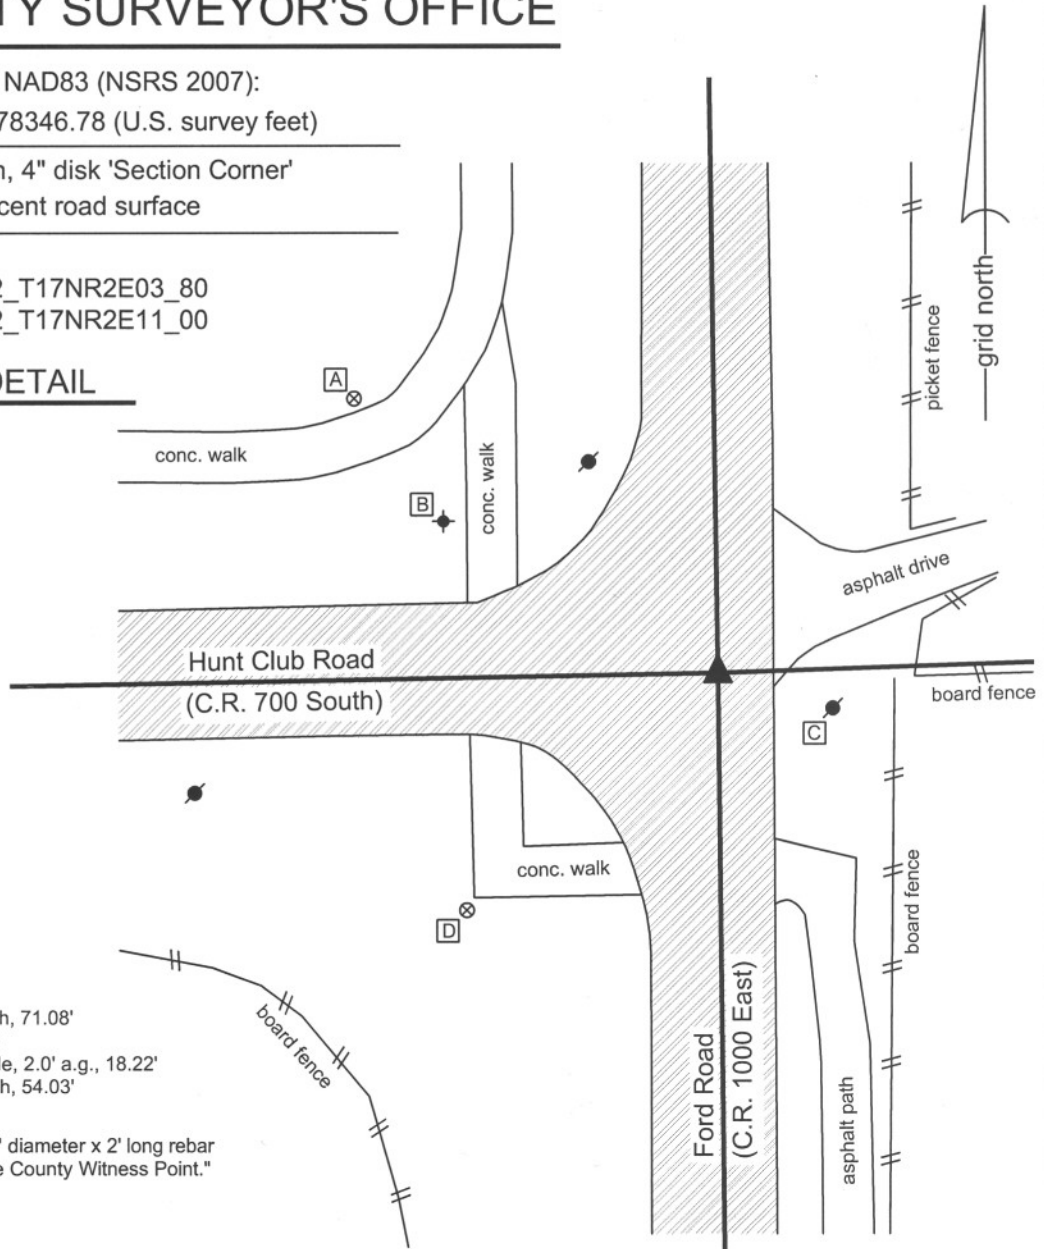 TY SURVEYOR'S OFFICE
NAD83 (NSRS 2007):
78346.78 (U.S. survey feet)
4" disk 'Section Corner'
cent road surface
_T17NR2E03_80
_T17NR2E11_00
DETAIL
grid north
picket fence
A
conc. walk
B
conc. walk
asphalt drive
Hunt Club Road
(C.R. 700 South)
board fence
C
conc. walk
D
board fence
board fence
Ford Road
(C.R. 1000 East)
asphalt path
h, 71.08'
le, 2.0' a.g., 18.22'
h, 54.03'
' diameter x 2' long rebar
e County Witness Point."